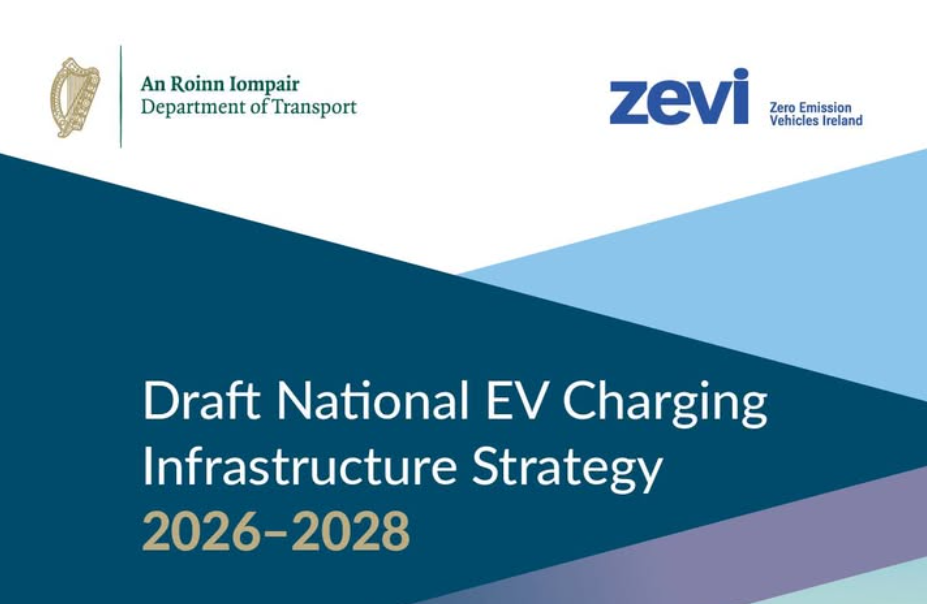 An Roinn Iompair
Department of Transport
zevi
Zero Emission
Vehicles Ireland
Draft National EV Charging
Infrastructure Strategy
2026–2028